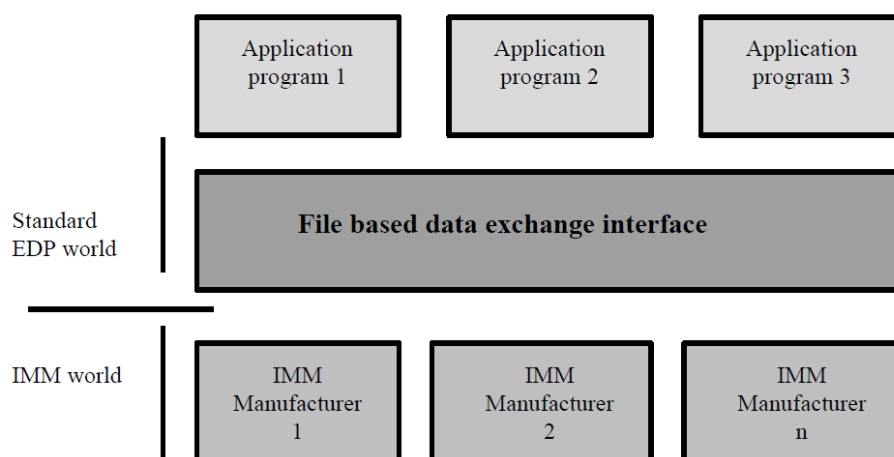 Application
program 1
Application
program 2
Application
program 3
Standard
EDP world
File based data exchange interface
IMM world
IMM
Manufacturer
1
IMM
Manufacturer
2
IMM
Manufacturer
n